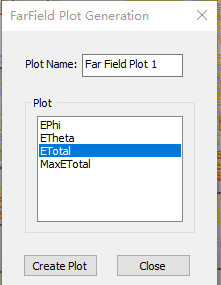 FarField Plot Generation
Plot Name: Far Field Plot 1
Plot
EPhi
ETheta
ETotal
MaxETotal
Create Plot Close